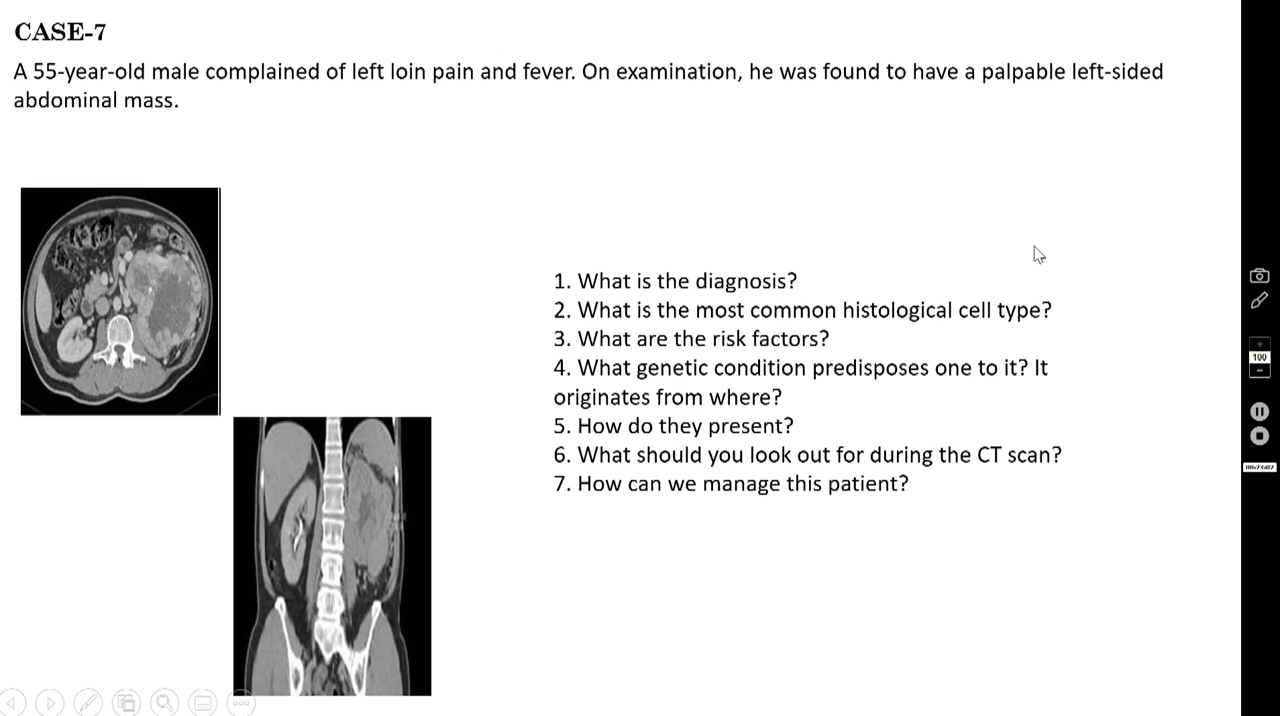 CASE-7
A 55-year-old male complained of left loin pain and fever. On examination, he was found to have a palpable left-sided
abdominal mass.
1. What is the diagnosis?
2. What is the most common histological cell type?
3. What are the risk factors?
4. What genetic condition predisposes one to it? It
originates from where?
5. How do they present?
6. What should you look out for during the CT scan?
7. How can we manage this patient?
100